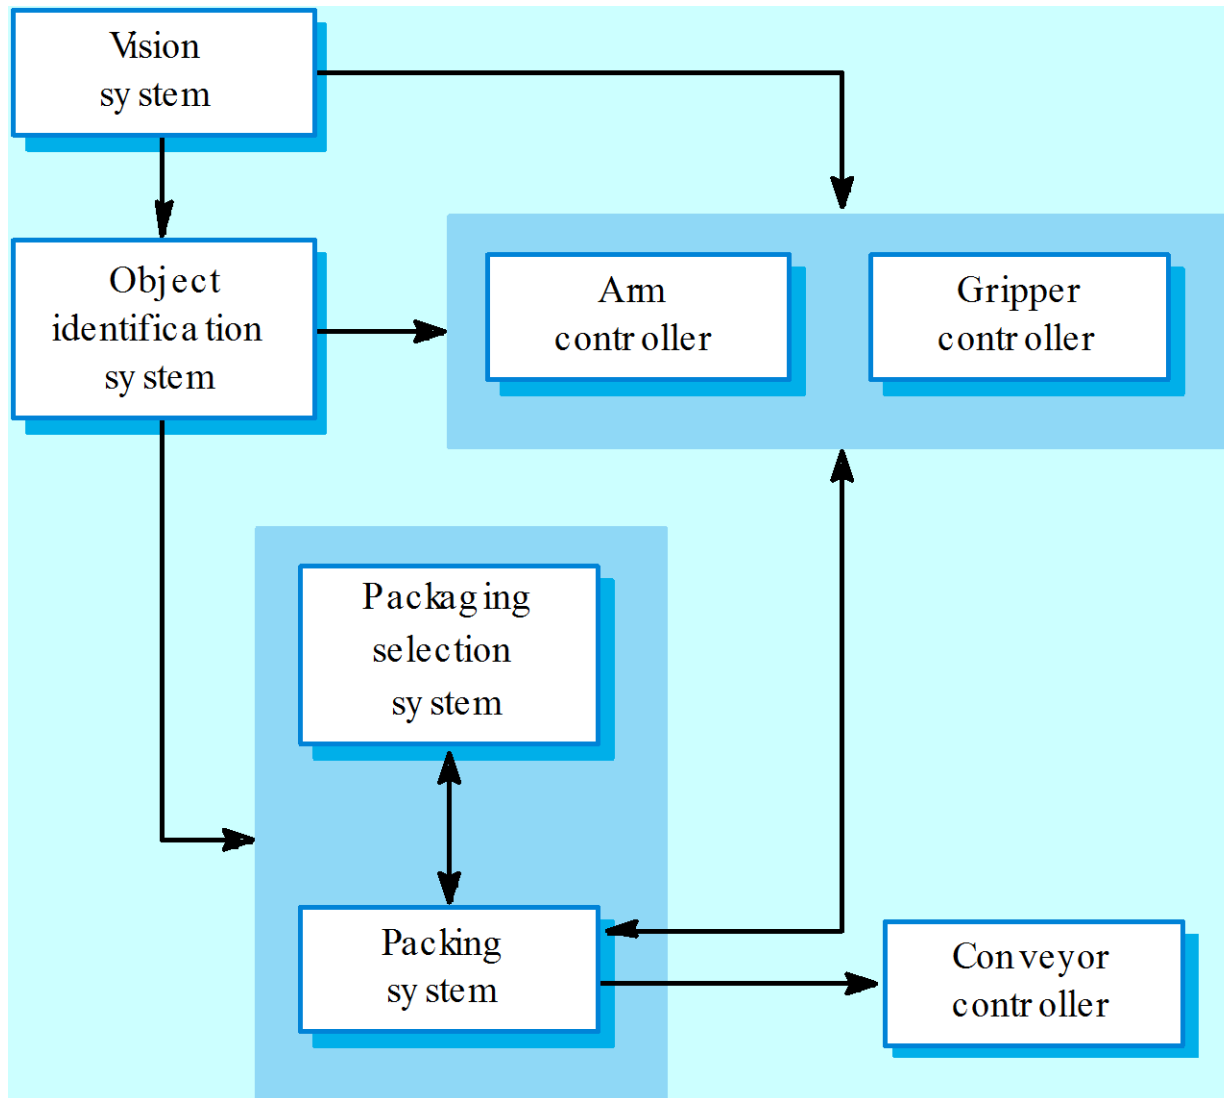 Vision
system
Object
identification
system
Arm
controller
Gripper
controller
Packaging
selection
system
Packing
system
Conveyor
controller